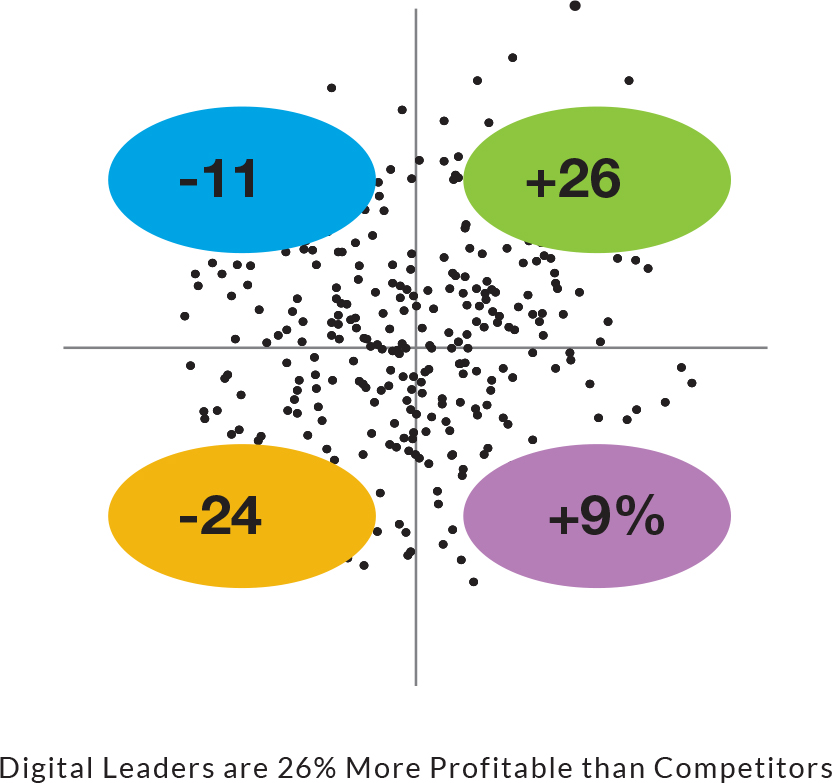 -11
+26
-24
+9%
Digital Leaders are 26% More Profitable than Competitors